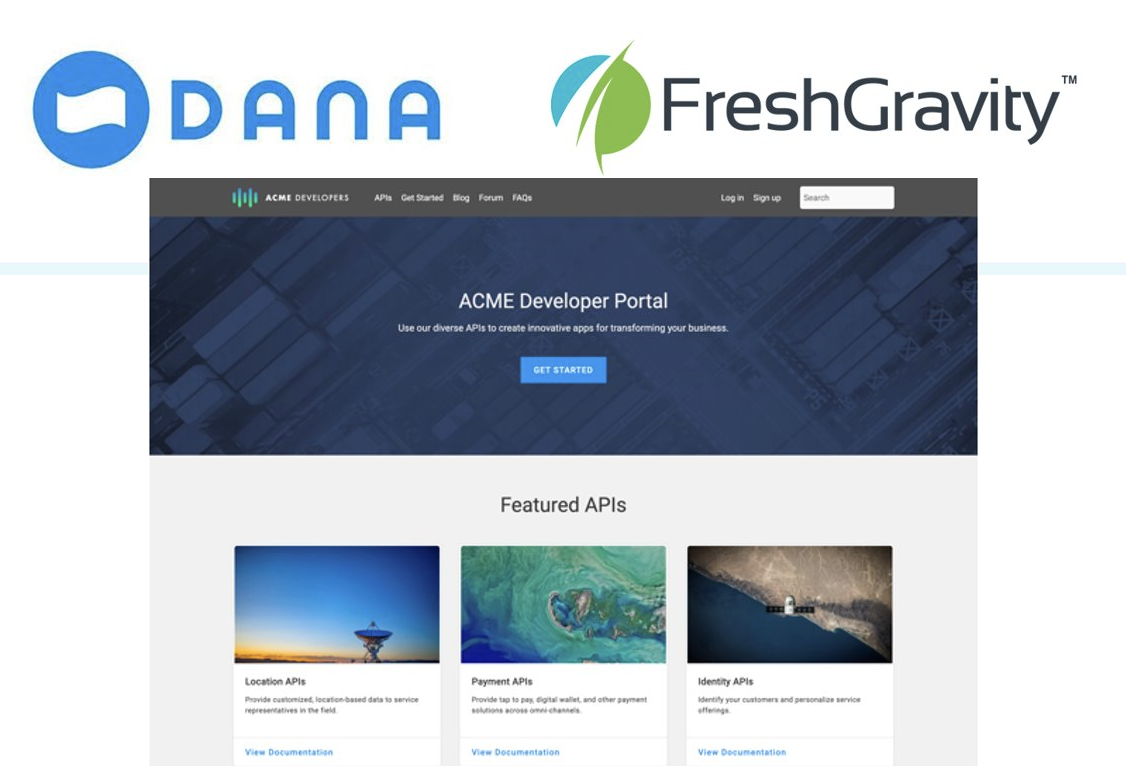 DANA
FreshGravity™
ACME DEVELOPERS APIs Get Started Blog Forum FAQs Log in Sign up Search
ACME Developer Portal
Use our diverse APIs to create innovative apps for transforming your business.
GET STARTED
Featured APIs
Location APIs
Provide customized, location-based data to service
representatives in the field.
View Documentation
Payment APIs
Provide tap to pay, digital wallet, and other payment
solutions across omni-channels.
View Documentation
Identity APIs
Identify your customers and personalize service
offerings.
View Documentation